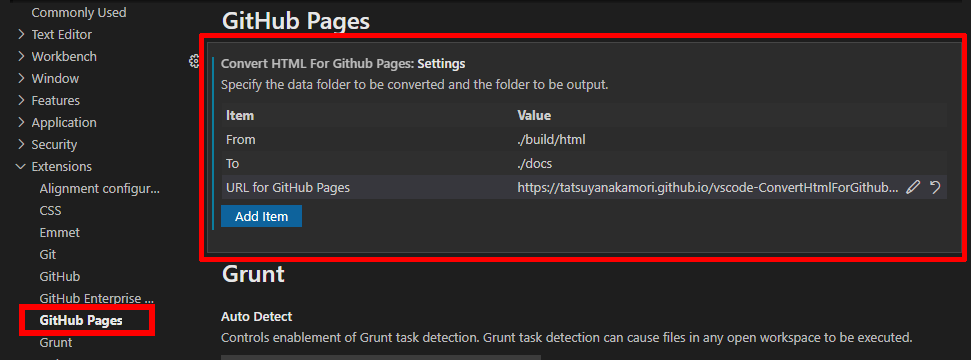 Commonly Used
Text Editor
Workbench
Window
Features
Application
Security
Extensions
Alignment configur...
CSS
Emmet
Git
GitHub
GitHub Enterprise ...
GitHub Pages
Grunt
GitHub Pages
Convert HTML For Github Pages: Settings
Specify the data folder to be converted and the folder to be output.
Item Value
From ./build/html
To ./docs
URL for GitHub Pages https://tatsuyanakamori.github.io/vscode-ConvertHtmlForGithub...
Add Item
Grunt
Auto Detect
Controls enablement of Grunt task detection. Grunt task detection can cause files in any open workspace to be executed.